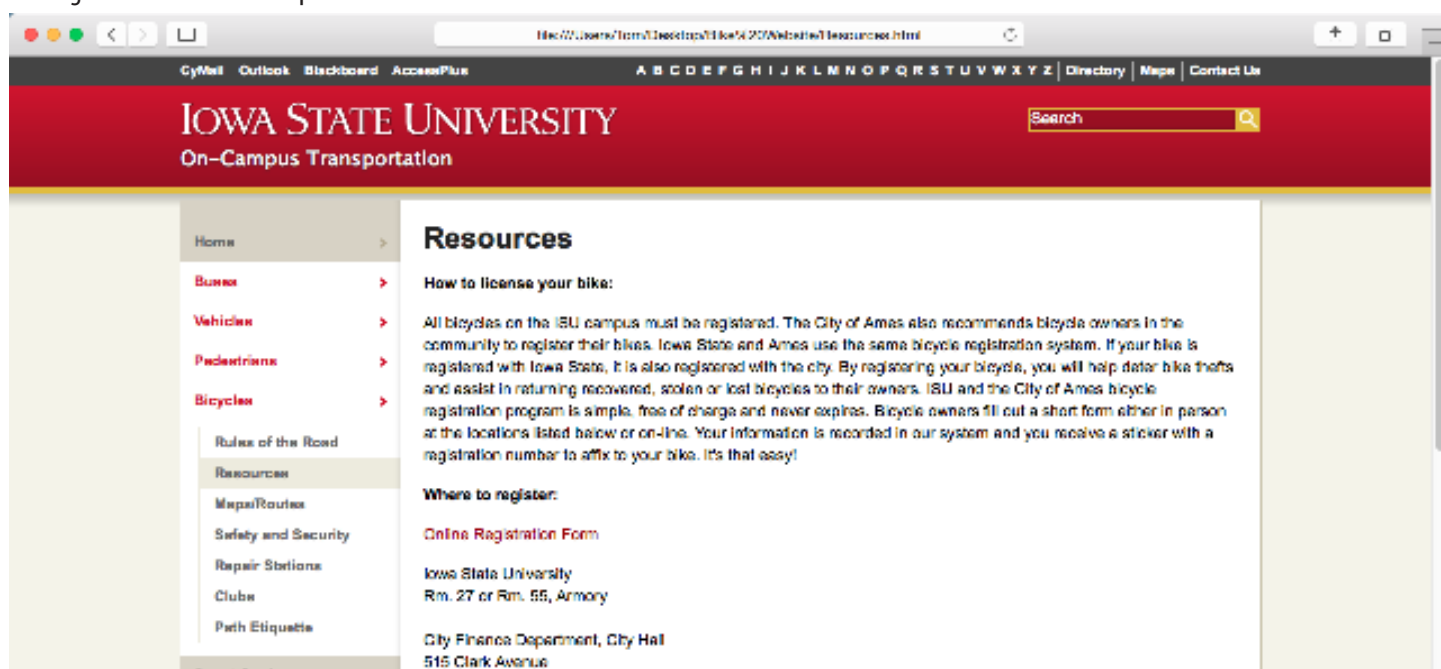 file:///Users/Tom/Desktop/Bike%20Website/Resources.html
CyMail Outlook Blackboard AccessPlus
A B C D E F G H I J K L M N O P Q R S T U V W X Y Z Directory Maps Contact Us
IOWA STATE UNIVERSITY
Search
On-Campus Transportation
Home
Buses
Vehicles
Pedestrians
Bicycles
Rules of the Road
Resources
Maps/Routes
Safety and Security
Repair Stations
Clubs
Path Etiquette
Resources
How to license your bike:
All bicycles on the ISU campus must be registered. The City of Ames also recommends bicycle owners in the
community to register their bikes. Iowa State and Ames use the same bicycle registration system. If your bike is
registered with Iowa State, it is also registered with the city. By registering your bicycle, you will help deter bike thefts
and assist in returning recovered, stolen or lost bicycles to their owners. ISU and the City of Ames bicycle
registration program is simple, free of charge and never expires. Bicycle owners fill out a short form either in person
at the locations listed below or on-line. Your information is recorded in our system and you receive a sticker with a
registration number to affix to your bike. It's that easy!
Where to register:
Online Registration Form
Iowa State University
Rm. 27 or Rm. 55, Armory
City Finance Department, City Hall
515 Clark Avenue